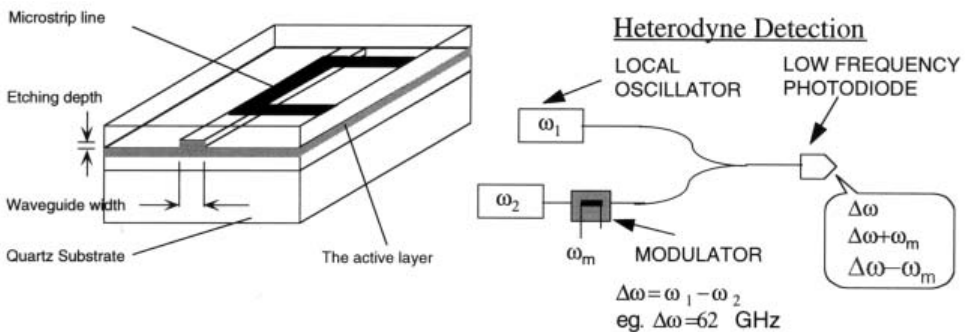 Microstrip line
Etching depth
Waveguide width
Quartz Substrate
The active layer
Heterodyne Detection
LOCAL
OSCILLATOR
LOW FREQUENCY
PHOTODIODE
ω₁
ω₂
ωₘ
MODULATOR
Δω=ω₁−ω₂
eg. Δω=62 GHz
Δω
Δω+ωₘ
Δω−ωₘ